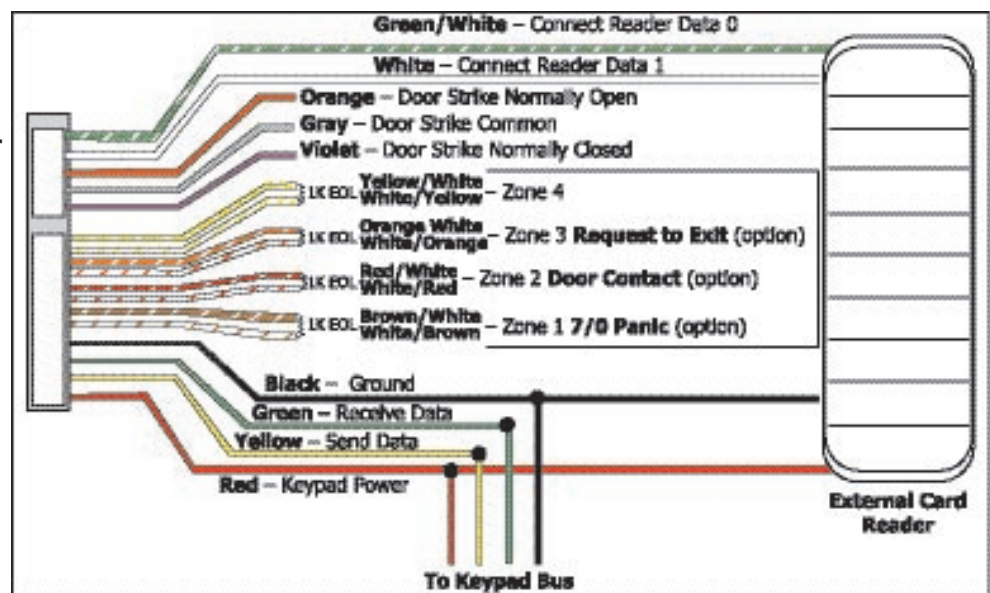 Green/White – Connect Reader Data 0
White – Connect Reader Data 1
Orange – Door Strike Normally Open
Gray – Door Strike Common
Violet – Door Strike Normally Closed
1K EOL Yellow/White
White/Yellow – Zone 4
1K EOL Orange White
White/Orange – Zone 3 Request to Exit (option)
1K EOL Red/White
White/Red – Zone 2 Door Contact (option)
1K EOL Brown/White
White/Brown – Zone 1 7/0 Panic (option)
Black – Ground
Green – Receive Data
Yellow – Send Data
Red – Keypad Power
External Card
Reader
To Keypad Bus